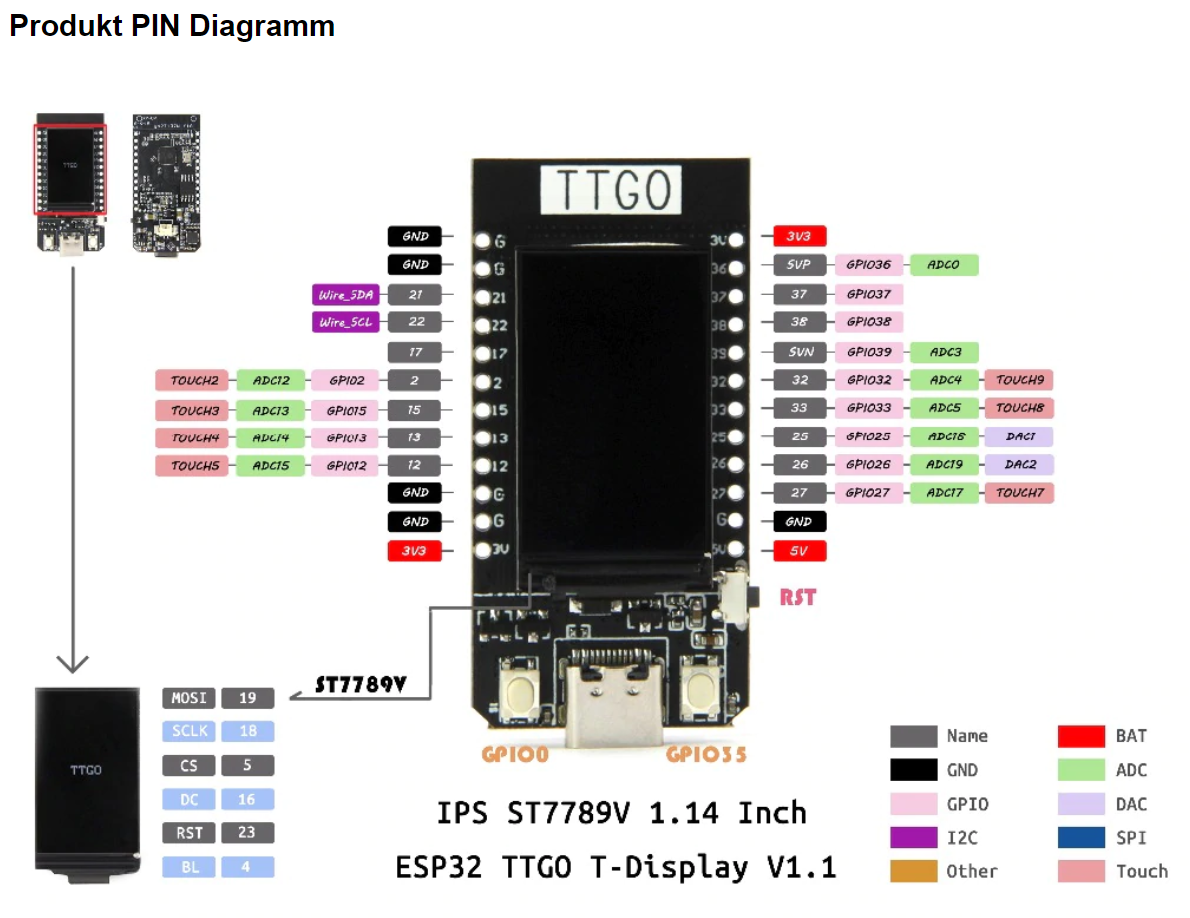 Produkt PIN Diagramm
TTGO
TTGO
GND G 3V 3V3
GND G 36 SVP GPIO36 ADC0
Wire_SDA 21 21 37 37 GPIO37
Wire_SCL 22 22 38 38 GPIO38
17 17 39 SVN GPIO39 ADC3
TOUCH2 ADC12 GPIO2 2 2 32 32 GPIO32 ADC4 TOUCH9
TOUCH3 ADC13 GPIO15 15 15 33 33 GPIO33 ADC5 TOUCH8
TOUCH4 ADC14 GPIO13 13 13 25 25 GPIO25 ADC18 DAC1
TOUCH5 ADC15 GPIO12 12 12 26 26 GPIO26 ADC19 DAC2
GND G 27 27 GPIO27 ADC17 TOUCH7
GND G G GND
3V3 3V 5V 5V
RST
ST7789V
MOSI 19
SCLK 18
CS 5
DC 16
RST 23
BL 4
TTGO
GPIO0 GPIO35
IPS ST7789V 1.14 Inch
ESP32 TTGO T-Display V1.1
Name BAT
GND ADC
GPIO DAC
I2C SPI
Other Touch